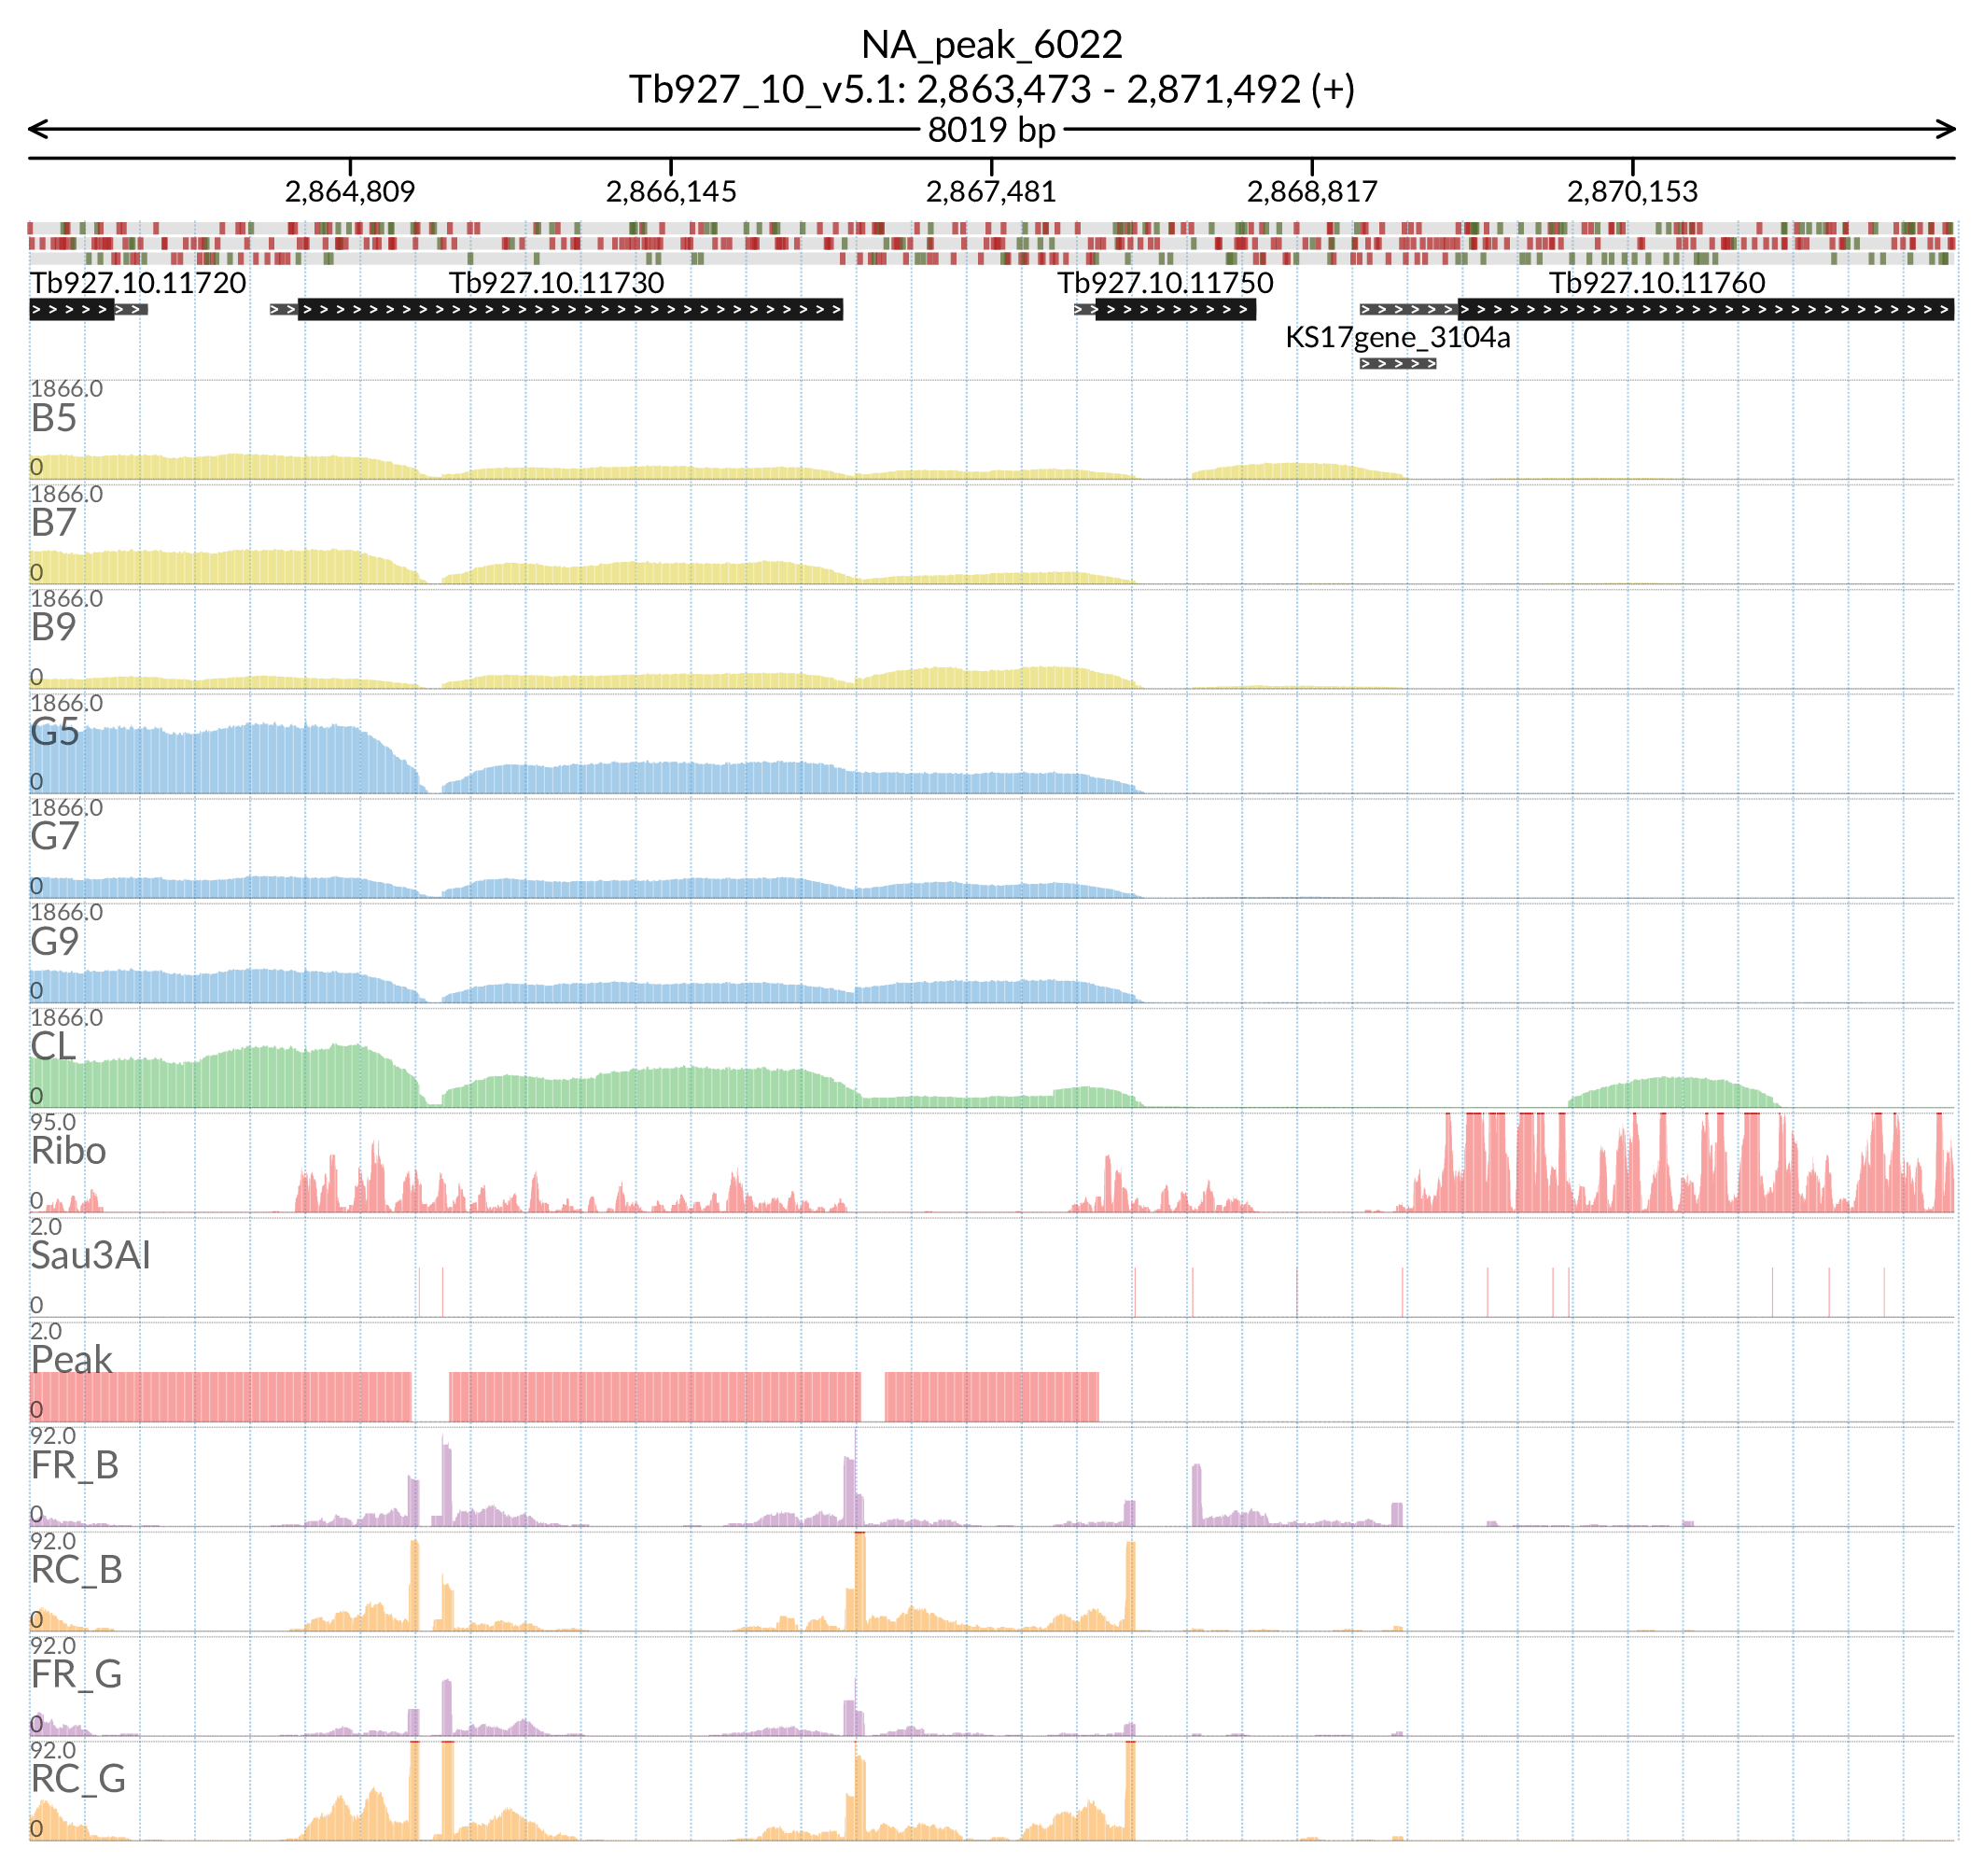 NA_peak_6022
Tb927_10_v5.1: 2,863,473 - 2,871,492 (+)
8019 bp
2,864,809 2,866,145 2,867,481 2,868,817 2,870,153
Tb927.10.11720 Tb927.10.11730 Tb927.10.11750 Tb927.10.11760
KS17gene_3104a
1866.0
B5
0
1866.0
B7
0
1866.0
B9
0
1866.0
G5
0
1866.0
G7
0
1866.0
G9
0
1866.0
CL
0
95.0
Ribo
0
2.0
Sau3AI
0
2.0
Peak
0
92.0
FR_B
0
92.0
RC_B
0
92.0
FR_G
0
92.0
RC_G
0